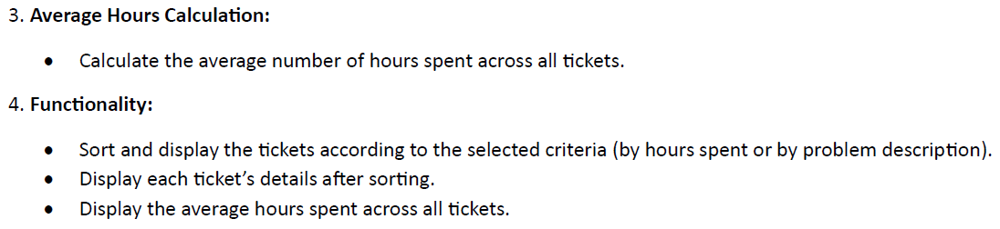 3. Average Hours Calculation:
• Calculate the average number of hours spent across all tickets.
4. Functionality:
• Sort and display the tickets according to the selected criteria (by hours spent or by problem description).
• Display each ticket’s details after sorting.
• Display the average hours spent across all tickets.